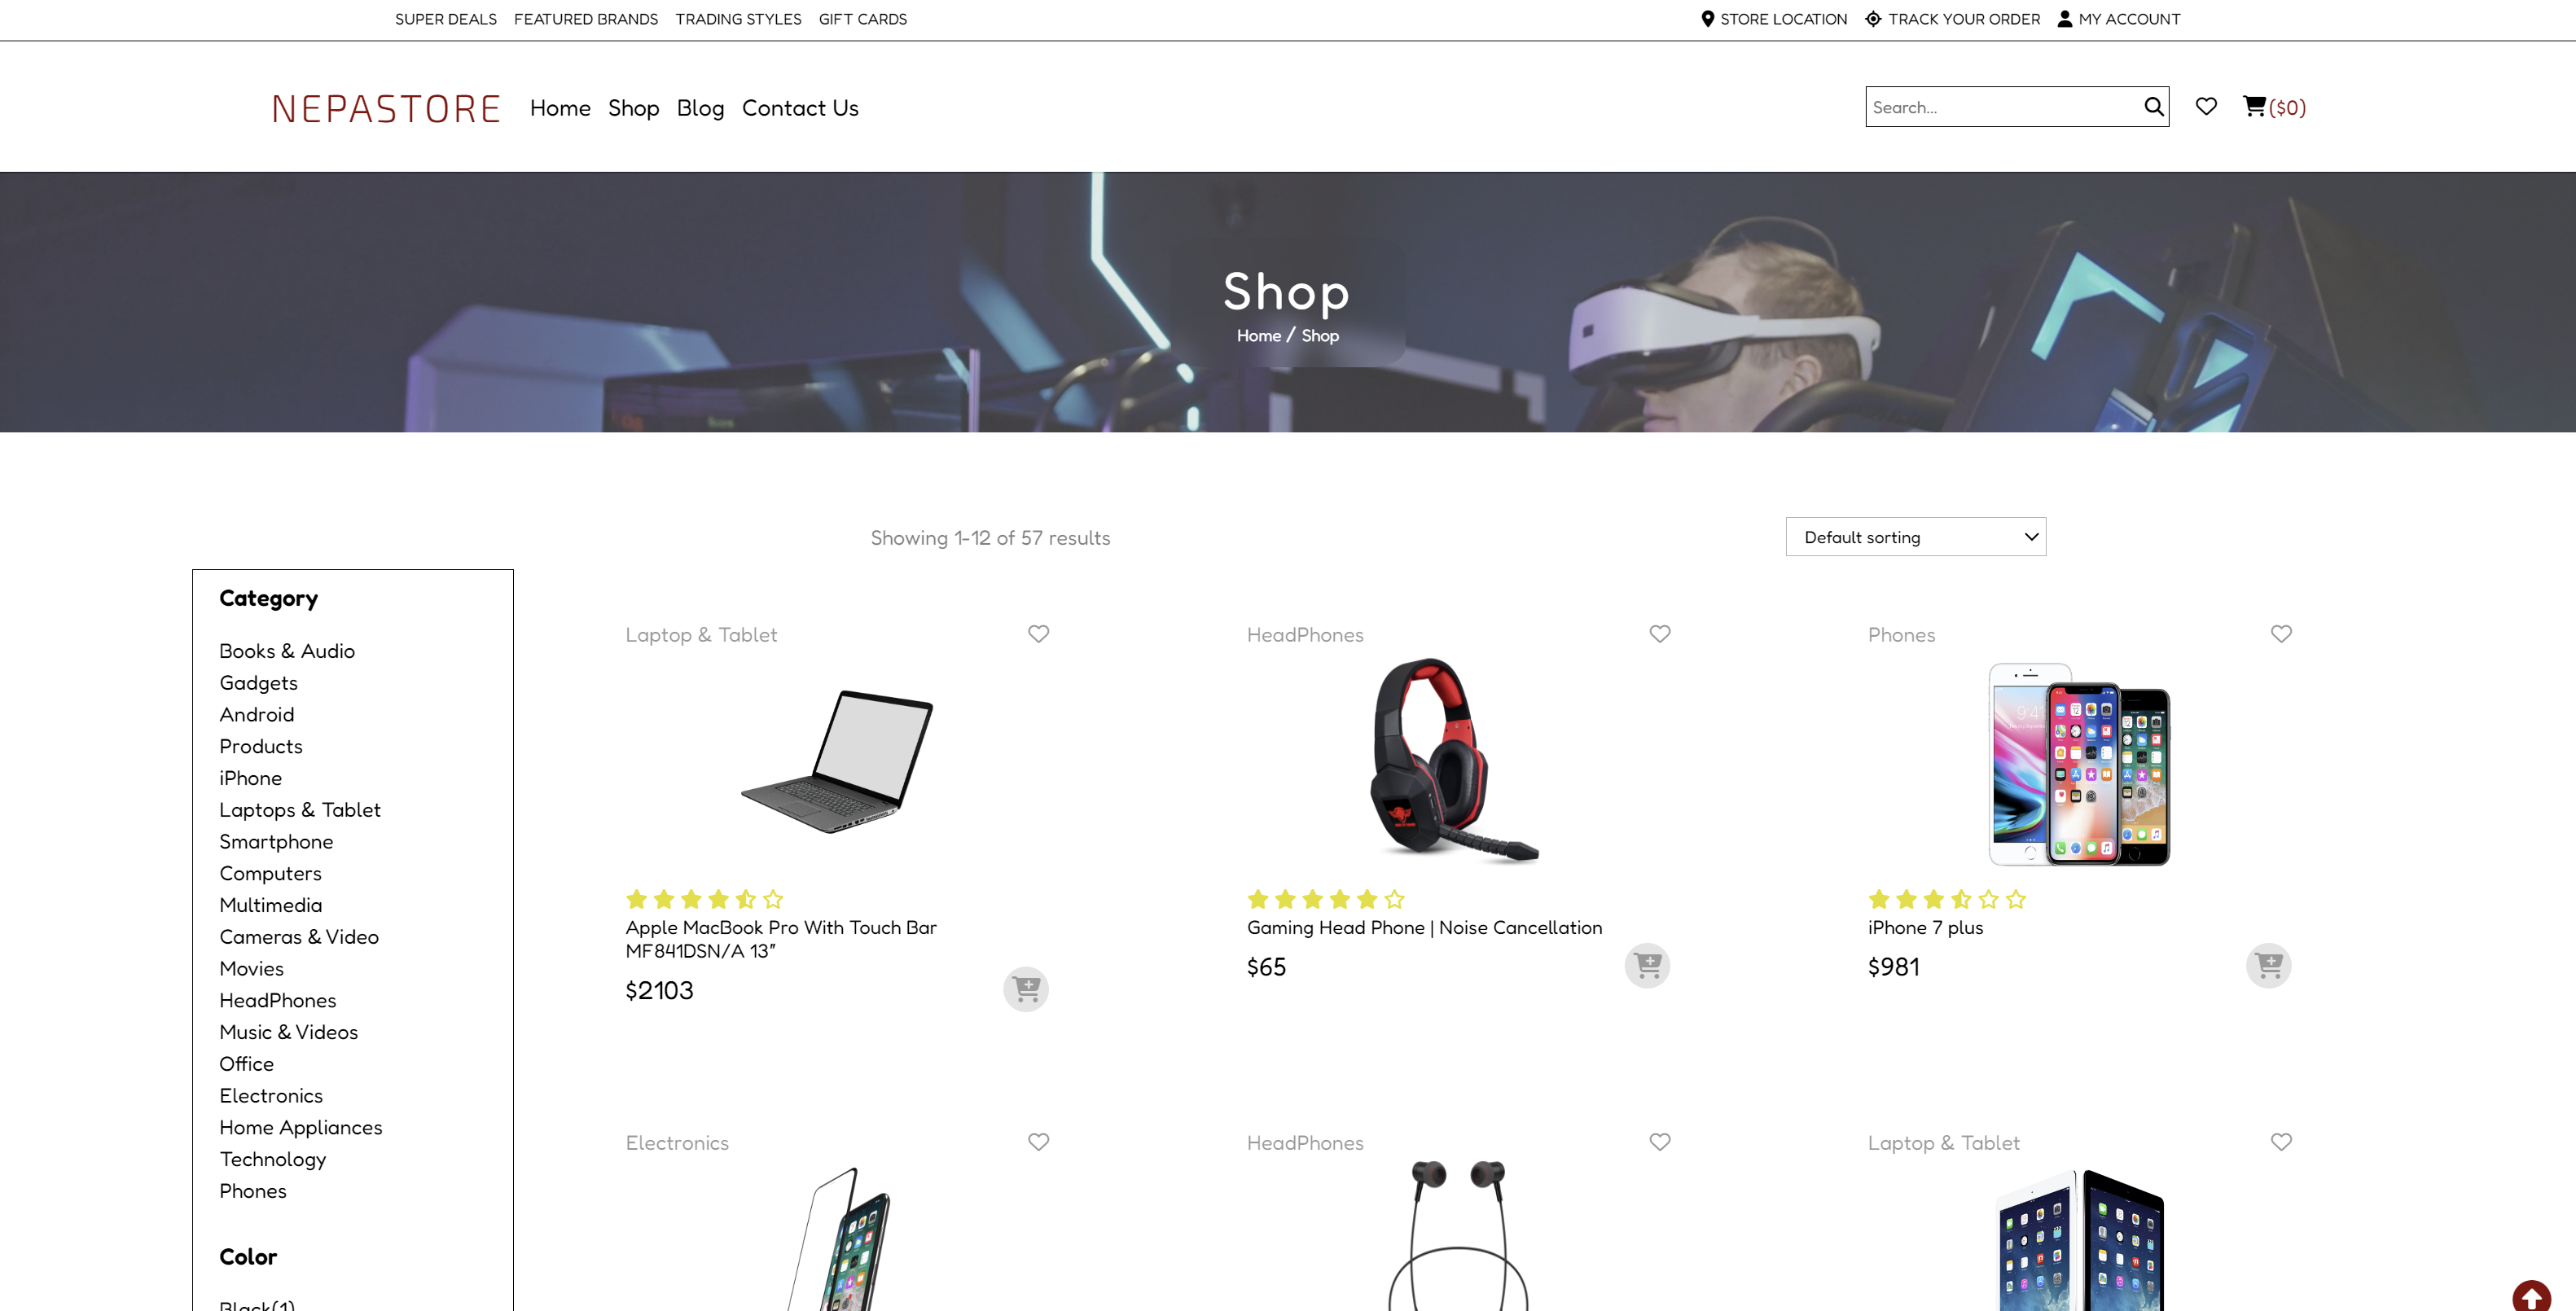 SUPER DEALS FEATURED BRANDS TRADING STYLES GIFT CARDS STORE LOCATION TRACK YOUR ORDER MY ACCOUNT
NEPASTORE Home Shop Blog Contact Us Search... ($0)
Shop
Home / Shop
Showing 1-12 of 57 results Default sorting
Category
Books & Audio
Gadgets
Android
Products
iPhone
Laptops & Tablet
Smartphone
Computers
Multimedia
Cameras & Video
Movies
HeadPhones
Music & Videos
Office
Electronics
Home Appliances
Technology
Phones
Color
Black(1)
Laptop & Tablet
Apple MacBook Pro With Touch Bar
MF841DSN/A 13″
$2103
HeadPhones
Gaming Head Phone | Noise Cancellation
$65
Phones
9:41
iPhone 7 plus
$981
Electronics
HeadPhones
Laptop & Tablet